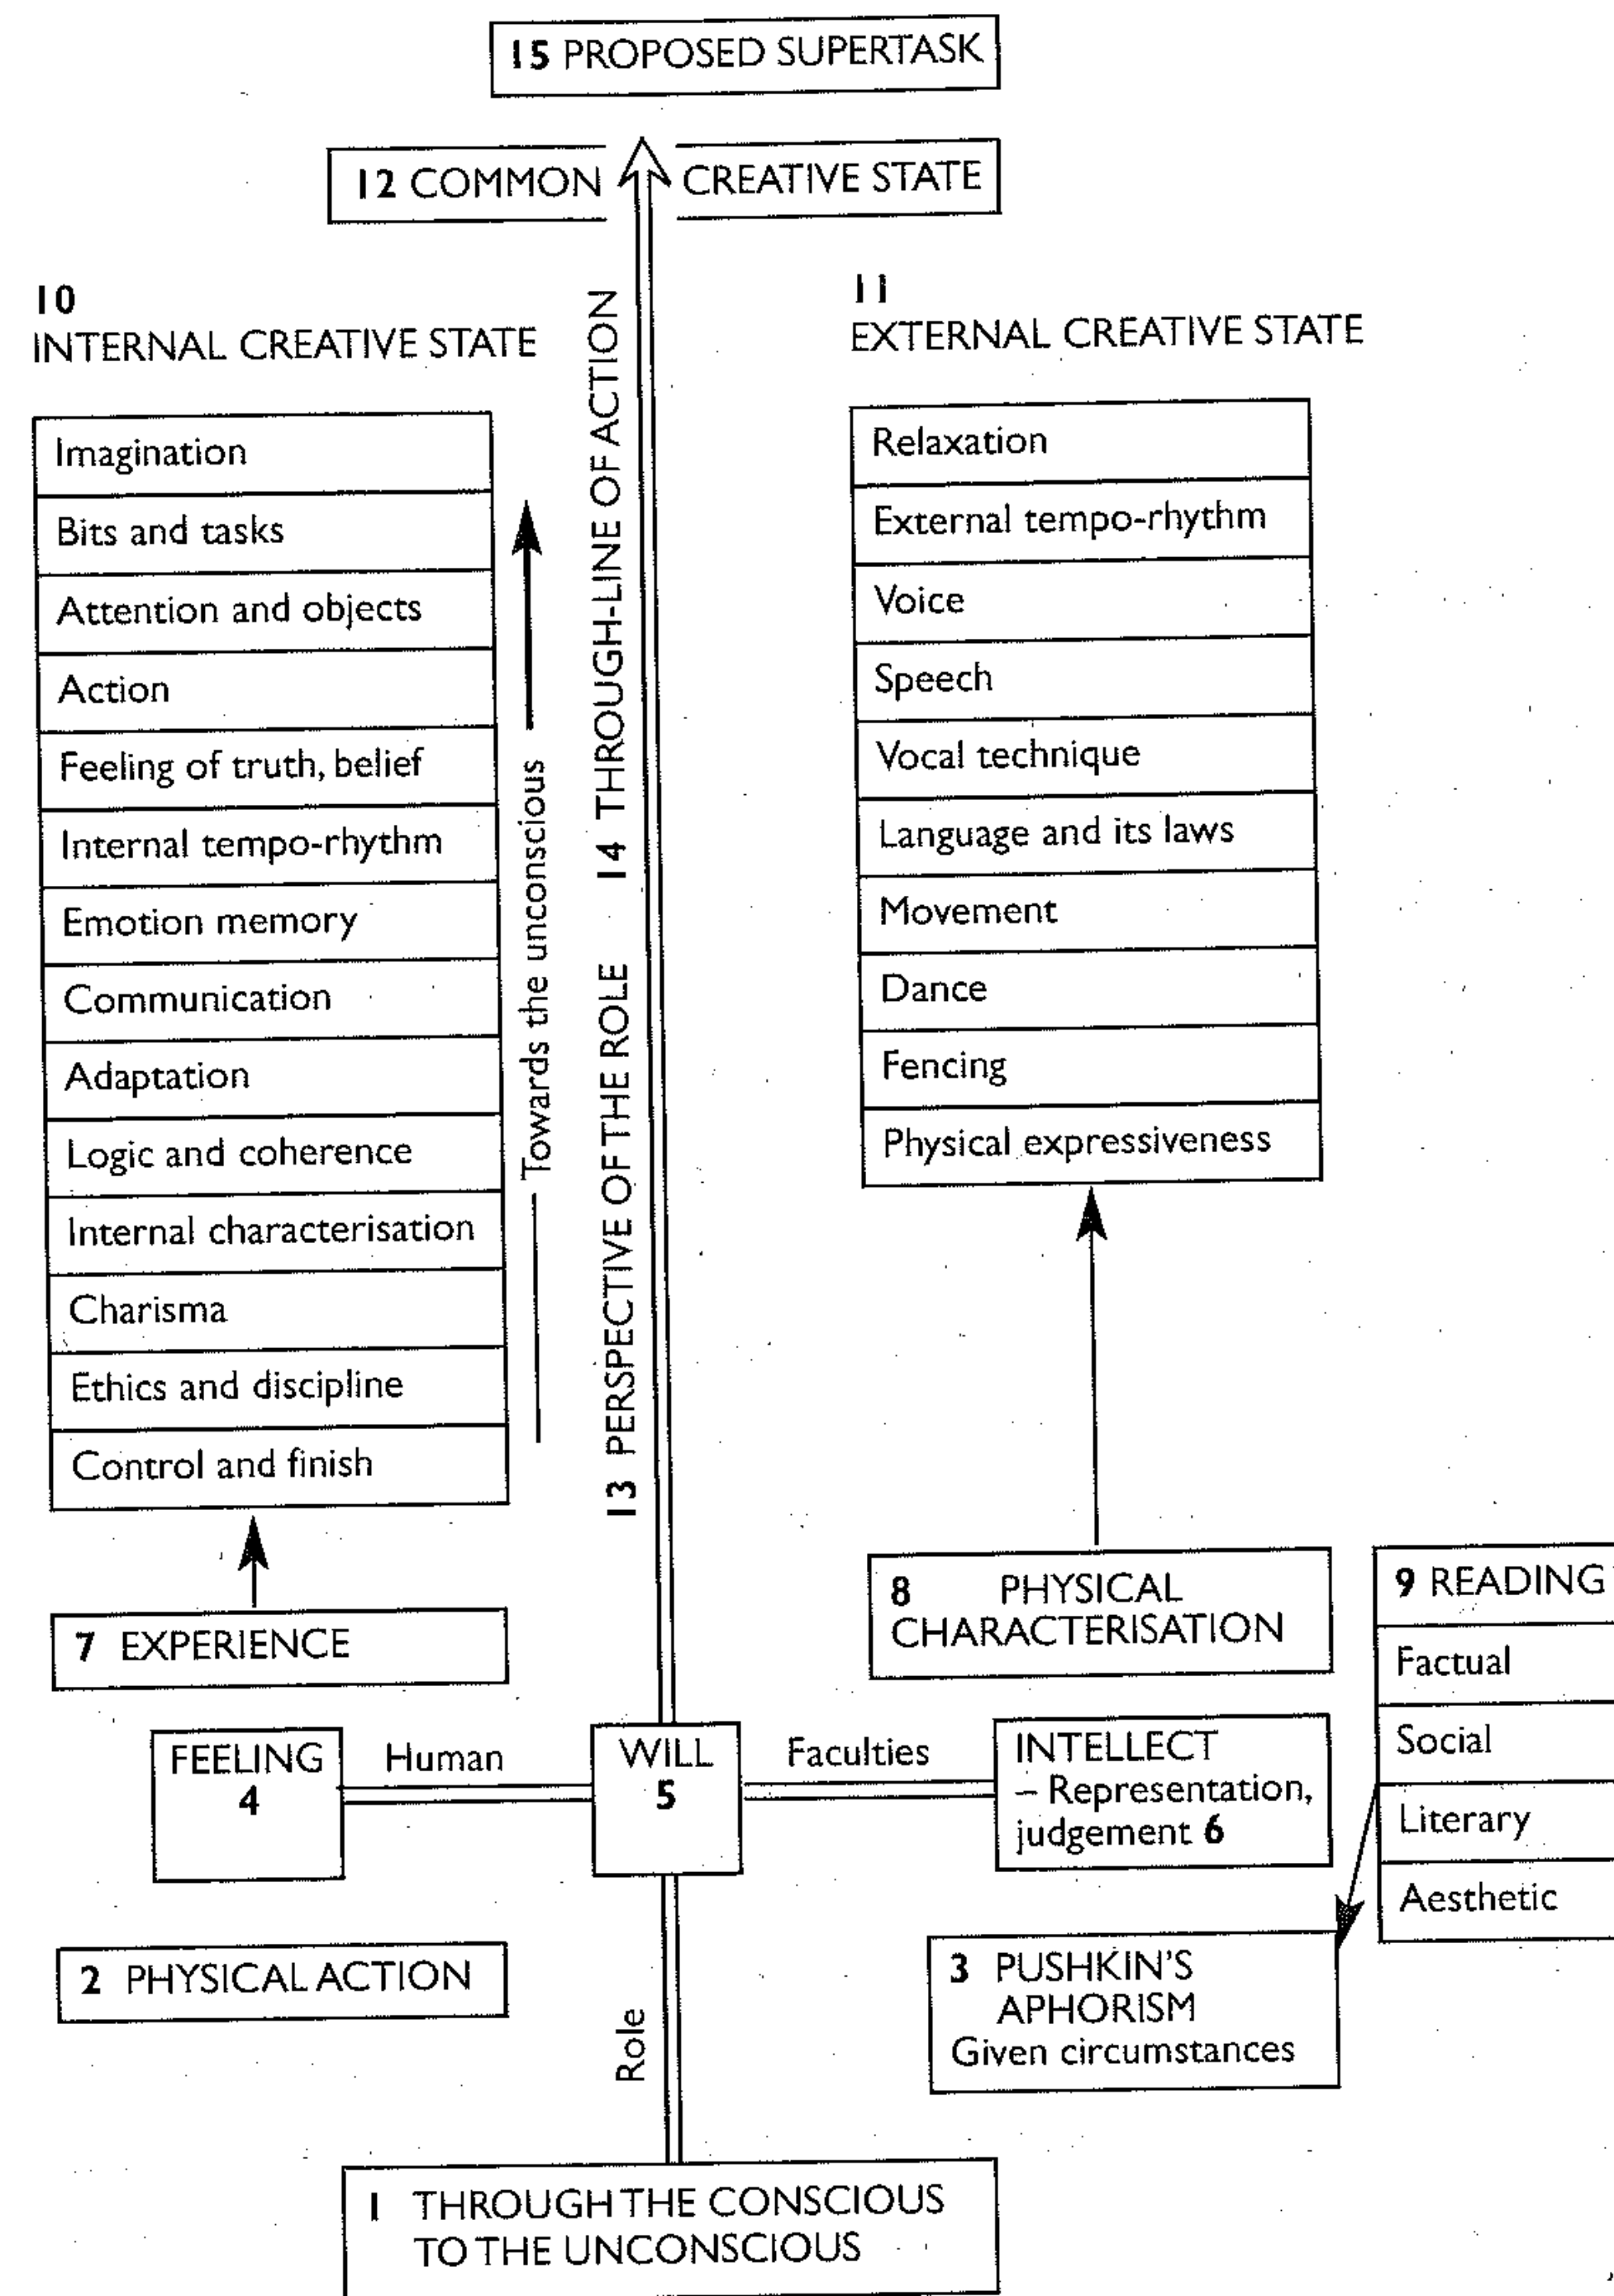 15 PROPOSED SUPERTASK
12 COMMON CREATIVE STATE
10
INTERNAL CREATIVE STATE
Imagination
Bits and tasks
Attention and objects
Action
Feeling of truth, belief
Internal tempo-rhythm
Emotion memory
Communication
Adaptation
Logic and coherence
Internal characterisation
Charisma
Ethics and discipline
Control and finish
Towards the unconscious
13 PERSPECTIVE OF THE ROLE 14 THROUGH-LINE OF ACTION
11
EXTERNAL CREATIVE STATE
Relaxation
External tempo-rhythm
Voice
Speech
Vocal technique
Language and its laws
Movement
Dance
Fencing
Physical expressiveness
7 EXPERIENCE
8 PHYSICAL
CHARACTERISATION
9 READING
Factual
Social
Literary
Aesthetic
FEELING
4
Human
WILL
5
Faculties
INTELLECT
– Representation,
judgement 6
2 PHYSICAL ACTION
Role
3 PUSHKIN'S
APHORISM
Given circumstances
1 THROUGH THE CONSCIOUS
TO THE UNCONSCIOUS